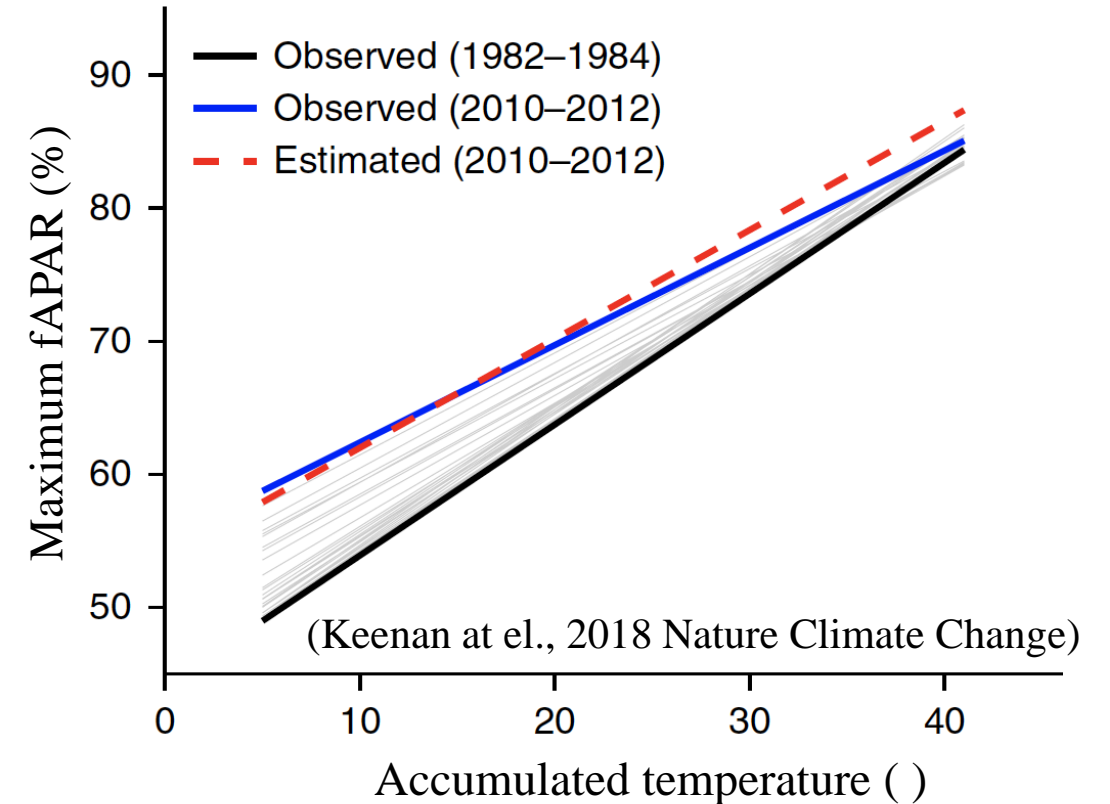 Observed (1982–1984)
Observed (2010–2012)
Estimated (2010–2012)
Maximum fAPAR (%)
90
80
70
60
50
(Keenan at el., 2018 Nature Climate Change)
0 10 20 30 40
Accumulated temperature ( )